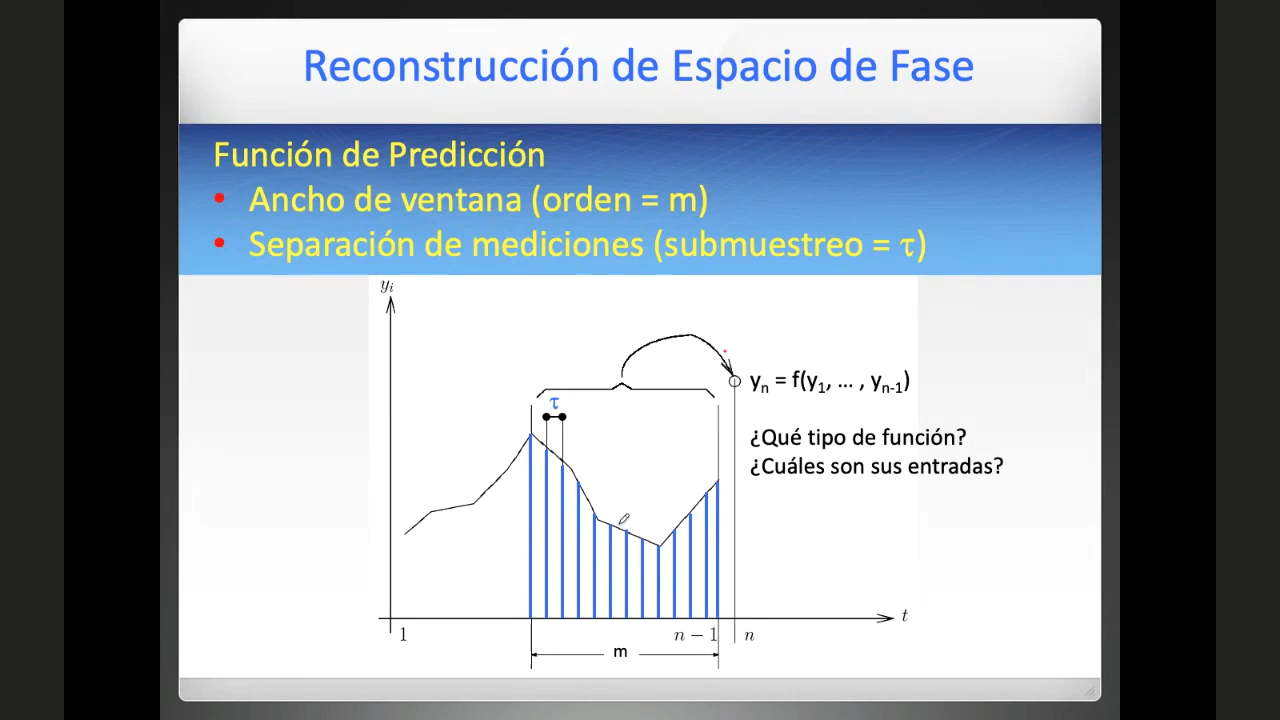 Reconstrucción de Espacio de Fase
Función de Predicción
• Ancho de ventana (orden = m)
• Separación de mediciones (submuestreo = τ)
yᵢ
τ
yₙ = f(y₁, … , yₙ₋₁)
¿Qué tipo de función?
¿Cuáles son sus entradas?
t
1
n − 1
n
m